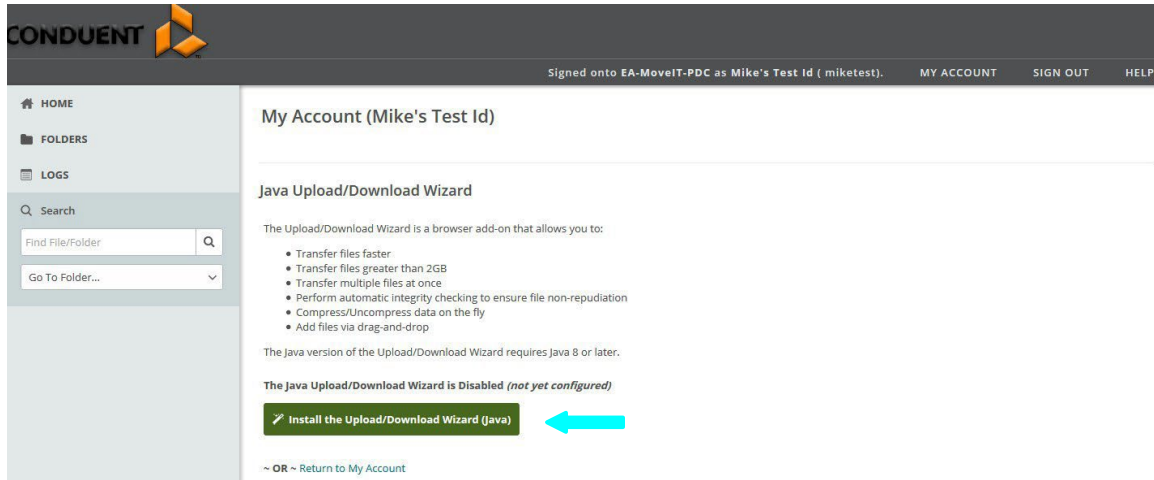 CONDUENT
Signed onto EA-MoveIT-PDC as Mike's Test Id ( miketest). MY ACCOUNT SIGN OUT HELP
HOME
FOLDERS
LOGS
Search
Find File/Folder
Go To Folder...
My Account (Mike's Test Id)
Java Upload/Download Wizard
The Upload/Download Wizard is a browser add-on that allows you to:
• Transfer files faster
• Transfer files greater than 2GB
• Transfer multiple files at once
• Perform automatic integrity checking to ensure file non-repudiation
• Compress/Uncompress data on the fly
• Add files via drag-and-drop
The Java version of the Upload/Download Wizard requires Java 8 or later.
The Java Upload/Download Wizard is Disabled (not yet configured)
Install the Upload/Download Wizard (Java)
~ OR ~ Return to My Account